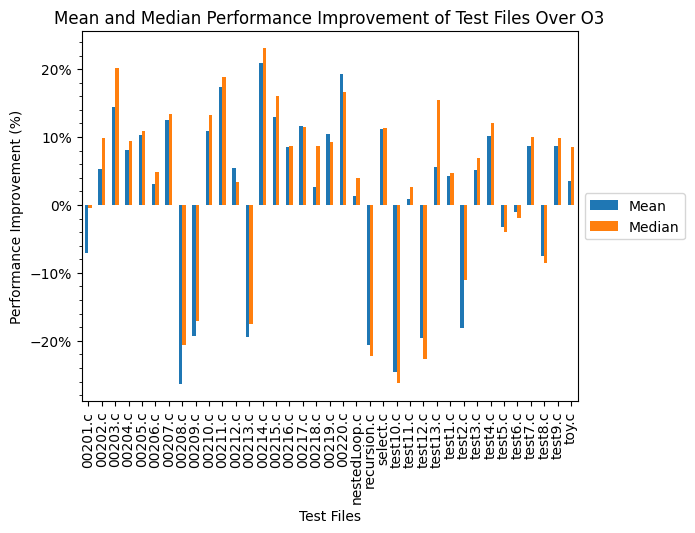 Mean and Median Performance Improvement of Test Files Over O3
Performance Improvement (%)
20%
10%
0%
−10%
−20%
00201.c
00202.c
00203.c
00204.c
00205.c
00206.c
00207.c
00208.c
00209.c
00210.c
00211.c
00212.c
00213.c
00214.c
00215.c
00216.c
00217.c
00218.c
00219.c
00220.c
nestedLoop.c
recursion.c
select.c
test10.c
test11.c
test12.c
test13.c
test1.c
test2.c
test3.c
test4.c
test5.c
test6.c
test7.c
test8.c
test9.c
toy.c
Test Files
Mean
Median